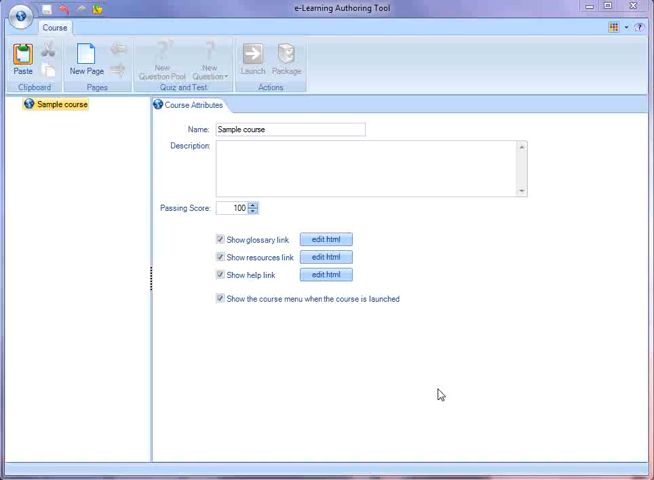 e-Learning Authoring Tool
Course
Paste
New Page
New Question Pool
New Question
Launch
Package
Clipboard
Pages
Quiz and Test
Actions
Sample course
Course Attributes
Name: Sample course
Description:
Passing Score: 100
Show glossary link edit html
Show resources link edit html
Show help link edit html
Show the course menu when the course is launched